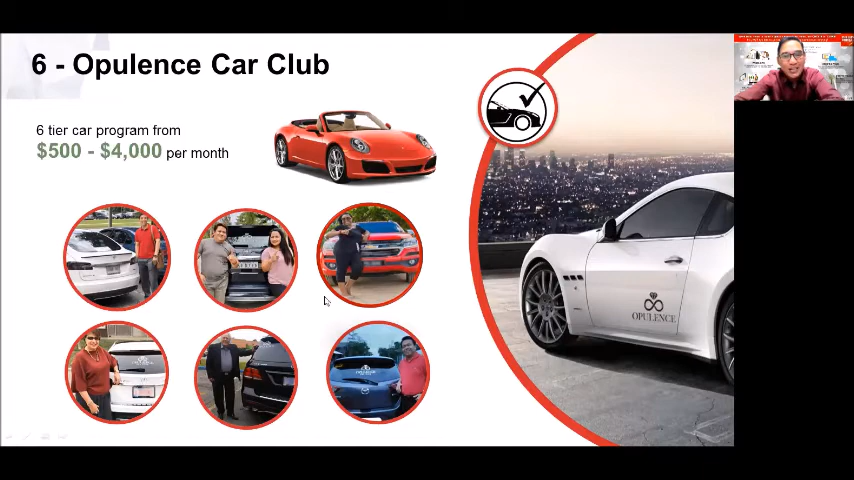 6 - Opulence Car Club
6 tier car program from
$500 - $4,000 per month
OPULENCE